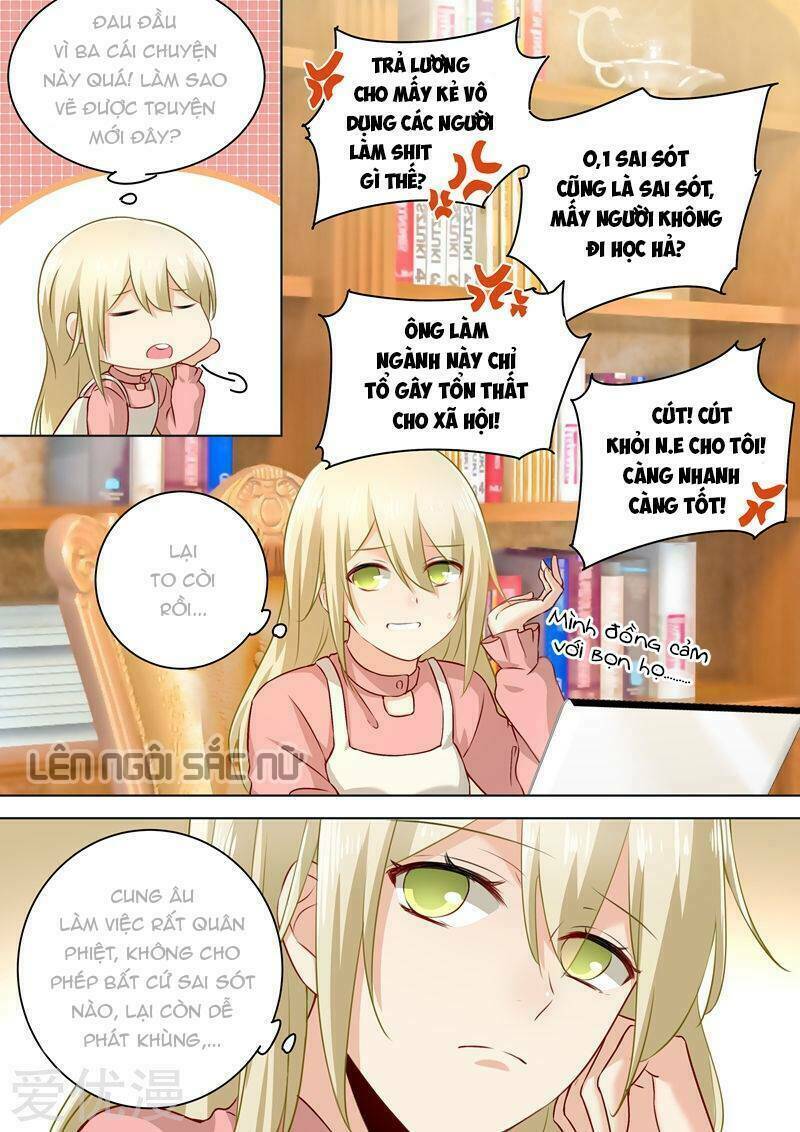 ĐAU ĐẦU
VÌ BA CÁI CHUYỆN
NÀY QUÁ! LÀM SAO
VẼ ĐƯỢC TRUYỆN
MỚI ĐÂY?
TRẢ LƯƠNG
CHO MẤY KẺ VÔ
DỤNG CÁC NGƯỜI
LÀM SHIT
GÌ THẾ?
0,1 SAI SÓT
CŨNG LÀ SAI SÓT,
MẤY NGƯỜI KHÔNG
ĐI HỌC HẢ?
ÔNG LÀM
NGÀNH NÀY CHỈ
TỔ GÂY TỔN THẤT
CHO XÃ HỘI!
CÚT! CÚT
KHỎI N.E CHO TÔI!
CÀNG NHANH
CÀNG TỐT!
LẠI
TO CÒI
RỒI...
Mình đồng cảm
với bọn họ.........
LÊN NGÔI SẮC NỮ
CUNG ÂU
LÀM VIỆC RẤT QUÂN
PHIỆT, KHÔNG CHO
PHÉP BẤT CỨ SAI SÓT
NÀO, LẠI CÒN DỄ
PHÁT KHÙNG,...
爱优漫